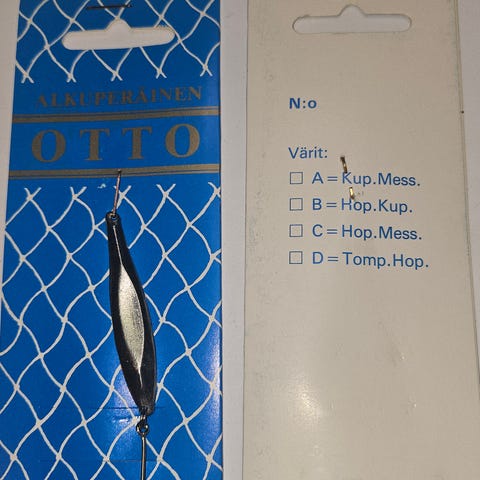 ALKUPERÄINEN
OTTO
N:o
Värit:
A = Kup.Mess.
B = Hop.Kup.
C = Hop.Mess.
D = Tomp.Hop.